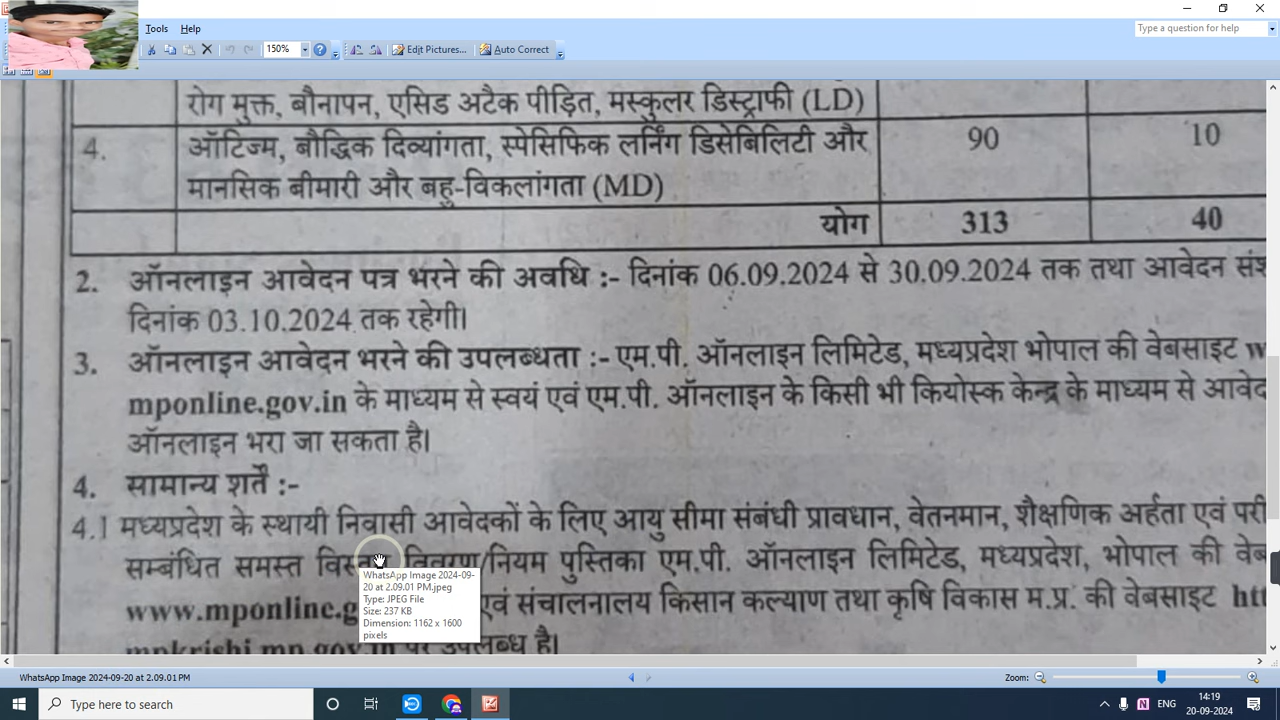 Tools Help
Type a question for help
150%
Edit Pictures...
Auto Correct
रोग मुक्त, बौनापन, एसिड अटैक पीड़ित, मस्कुलर डिस्ट्राफी (LD)
4. ऑटिज्म, बौद्धिक दिव्यांगता, स्पेसिफिक लर्निंग डिसेबिलिटी और 90 10
मानसिक बीमारी और बहु-विकलांगता (MD)
योग 313 40
2. ऑनलाइन आवेदन पत्र भरने की अवधि :- दिनांक 06.09.2024 से 30.09.2024 तक तथा आवेदन
दिनांक 03.10.2024 तक रहेगी।
3. ऑनलाइन आवेदन भरने की उपलब्धता :- एम.पी. ऑनलाइन लिमिटेड, मध्यप्रदेश भोपाल की वेबसाइट
mponline.gov.in के माध्यम से स्वयं एवं एम.पी. ऑनलाइन के किसी भी कियोस्क केन्द्र के माध्यम से
ऑनलाइन भरा जा सकता है।
4. सामान्य शर्तें :-
4.1 मध्यप्रदेश के स्थायी निवासी आवेदकों के लिए आयु सीमा संबंधी प्रावधान, वेतनमान, शैक्षणिक अर्हता एवं
सम्बंधित समस्त विवरण/नियम पुस्तिका एम.पी. ऑनलाइन लिमिटेड, मध्यप्रदेश, भोपाल की
www.mponline.g एवं संचालनालय किसान कल्याण तथा कृषि विकास म.प्र. की वेबसाइट
mpkrishi.mp.gov.in पर उपलब्ध है।
WhatsApp Image 2024-09-
20 at 2.09.01 PM.jpeg
Type: JPEG File
Size: 237 KB
Dimension: 1162 x 1600
pixels
WhatsApp Image 2024-09-20 at 2.09.01 PM
Zoom:
Type here to search
ENG
14:19
20-09-2024